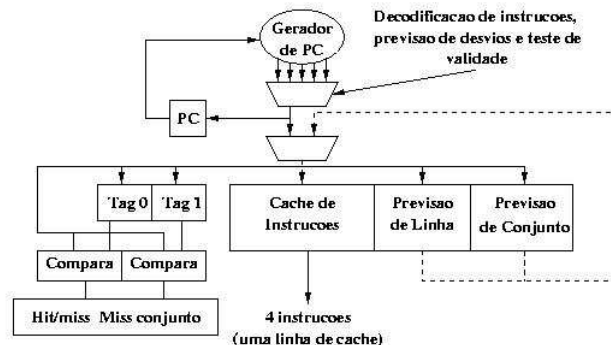 Gerador
de PC
Decodificacao de instrucoes,
previsao de desvios e teste de
validade
PC
Tag 0
Tag 1
Cache de
Instrucoes
Previsao
de Linha
Previsao
de Conjunto
Compara
Compara
Hit/miss Miss conjunto
4 instrucoes
(uma linha de cache)